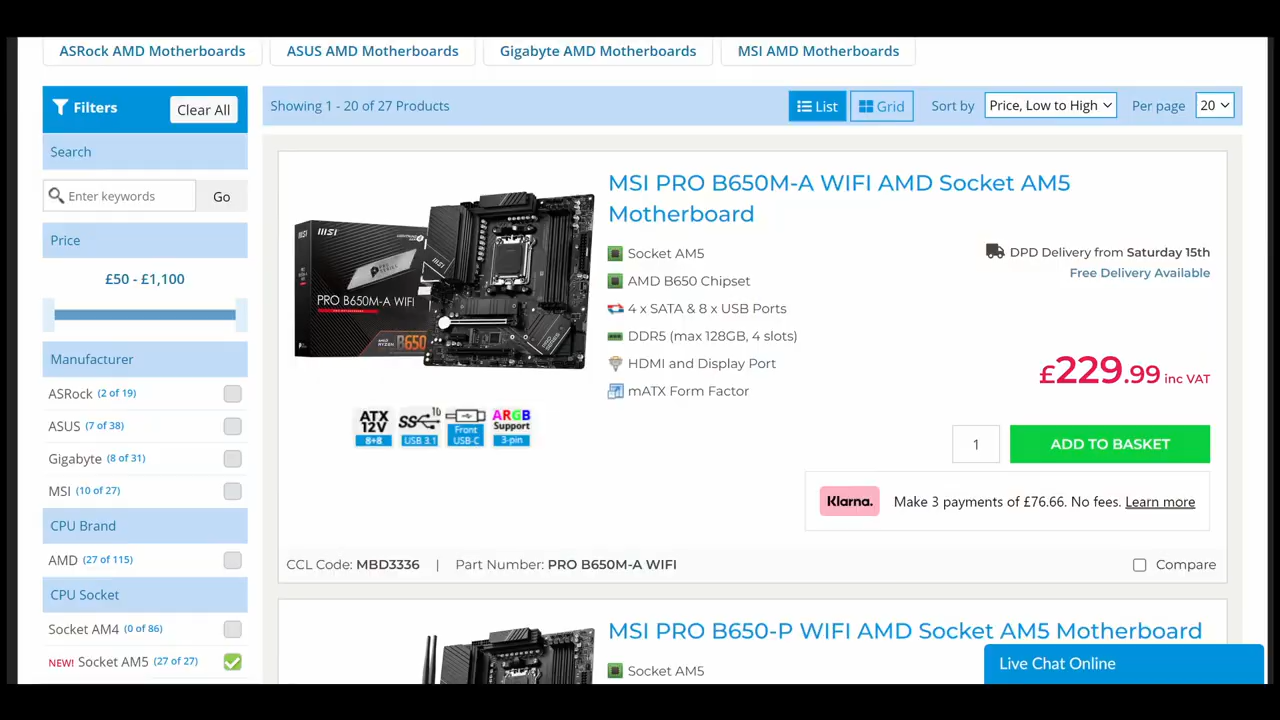 ASRock AMD Motherboards
ASUS AMD Motherboards
Gigabyte AMD Motherboards
MSI AMD Motherboards
Filters
Clear All
Showing 1 - 20 of 27 Products
List
Grid
Sort by
Price, Low to High
Per page
20
Search
Enter keywords
Go
Price
£50 - £1,100
Manufacturer
ASRock (2 of 19)
ASUS (7 of 38)
Gigabyte (8 of 31)
MSI (10 of 27)
CPU Brand
AMD (27 of 115)
CPU Socket
Socket AM4 (0 of 86)
NEW! Socket AM5 (27 of 27)
MSI PRO B650M-A WIFI AMD Socket AM5
Motherboard
msi
PRO B650M-A WIFI
B650
Socket AM5
AMD B650 Chipset
4 x SATA & 8 x USB Ports
DDR5 (max 128GB, 4 slots)
HDMI and Display Port
mATX Form Factor
ATX
12V
8+8
SS 10
USB 3.1
Front
USB-C
ARGB
Support
3-pin
DPD Delivery from Saturday 15th
Free Delivery Available
£229.99 inc VAT
1
ADD TO BASKET
Klarna. Make 3 payments of £76.66. No fees. Learn more
CCL Code: MBD3336 | Part Number: PRO B650M-A WIFI
Compare
MSI PRO B650-P WIFI AMD Socket AM5 Motherboard
Socket AM5
Live Chat Online